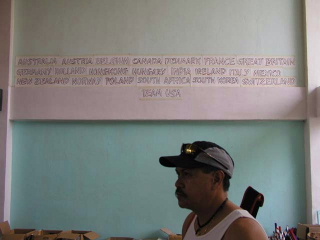 AUSTRALIA AUSTRIA BELGIUM CANADA DENMARK FRANCE GREAT BRITAIN
GERMANY HOLLAND HONGKONG HUNGARY INDIA IRELAND ITALY MEXICO
NEW ZEALAND NORWAY POLAND SOUTH AFRICA SOUTH KOREA SWITZERLAND
TEAM USA